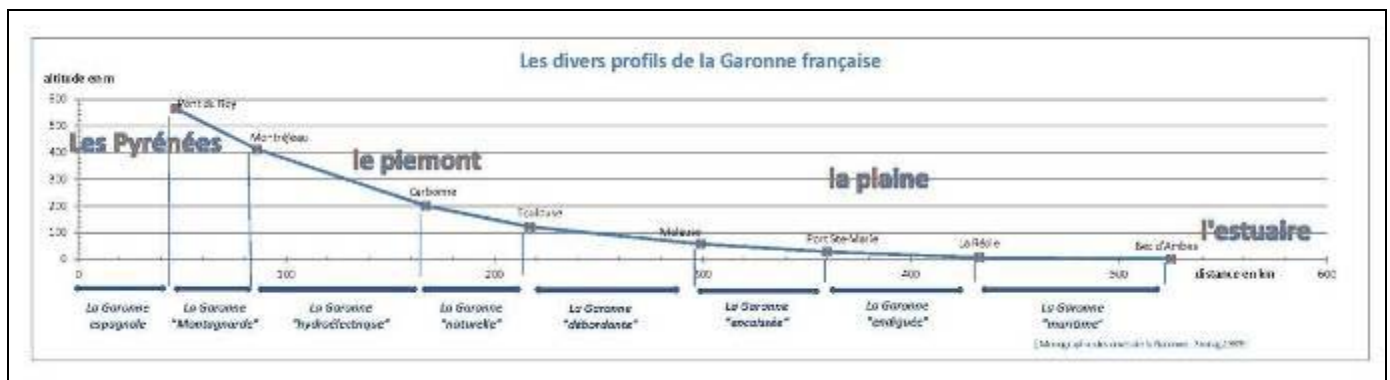 Les divers profils de la Garonne française
altitude en m
600
500
400
300
200
100
0
Pont du Roy
Les Pyrénées
Montréjeau
le piemont
Carbonne
Toulouse
la plaine
Malause
Port Ste-Marie
La Réole
Bec d'Ambes
l'estuaire
0 100 200 300 400 500 distance en km 600
La Garonne espagnole
La Garonne "Montagnarde"
La Garonne "hydroélectrique"
La Garonne "naturelle"
La Garonne "débordante"
La Garonne "encaissée"
La Garonne "endiguée"
La Garonne "maritime"